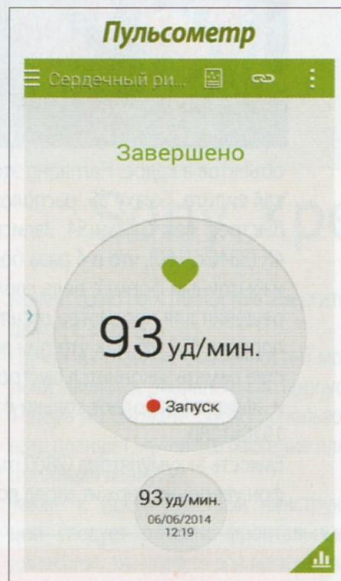 Пульсометр
Сердечный ри...
Завершено
93 уд/мин.
Запуск
93 уд/мин.
06/06/2014
12:19